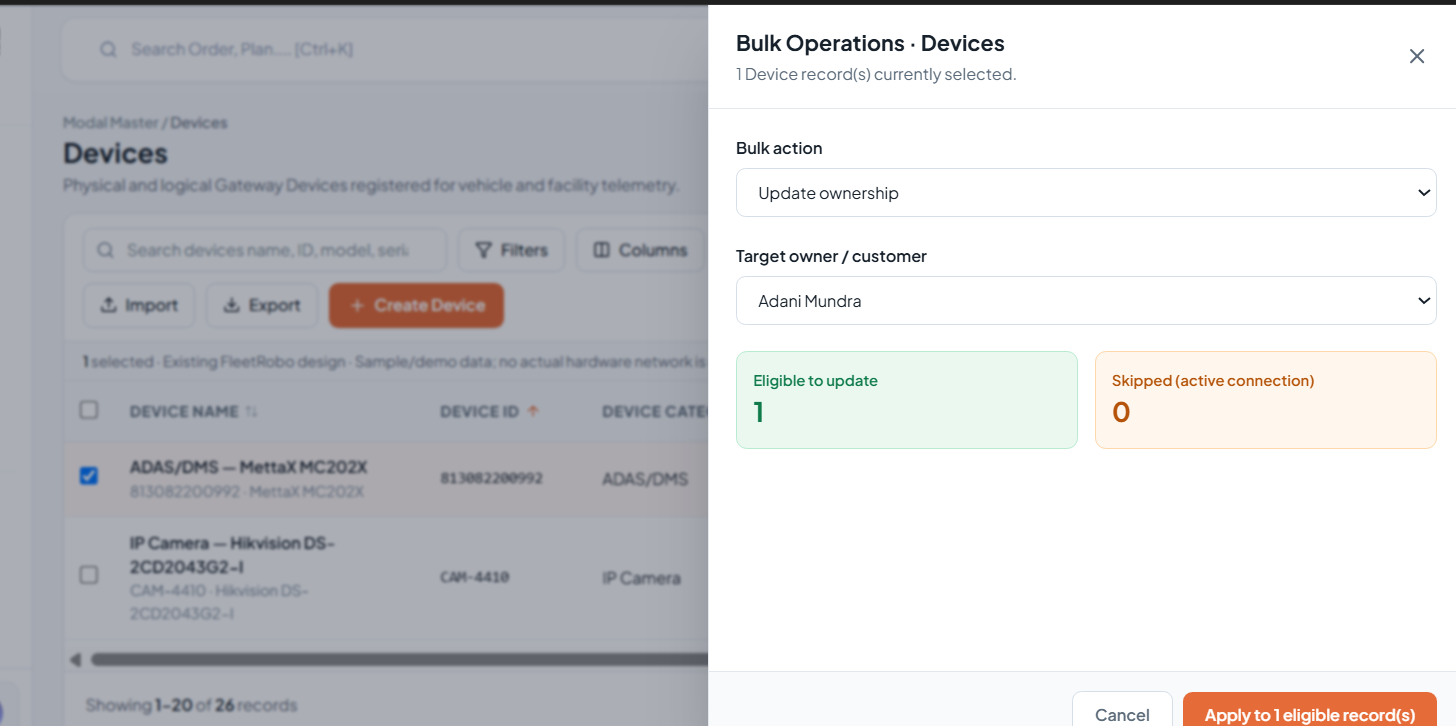 Search Order, Plan.... [Ctrl+K]
Modal Master / Devices
Devices
Physical and logical Gateway Devices registered for vehicle and facility telemetry.
Search devices name, ID, model, seri
Filters
Columns
Import
Export
+ Create Device
1 selected · Existing FleetRobo design · Sample/demo data; no actual hardware network is
DEVICE NAME ↑↓
DEVICE ID ↑
DEVICE CATE
ADAS/DMS — MettaX MC202X
813082200992 · MettaX MC202X
813082200992
ADAS/DMS
IP Camera — Hikvision DS-
2CD2043G2-I
CAM-4410 · Hikvision DS-
2CD2043G2-I
CAM-4410
IP Camera
Showing 1-20 of 26 records
Bulk Operations · Devices
1 Device record(s) currently selected.
Bulk action
Update ownership
Target owner / customer
Adani Mundra
Eligible to update
1
Skipped (active connection)
0
Cancel
Apply to 1 eligible record(s)